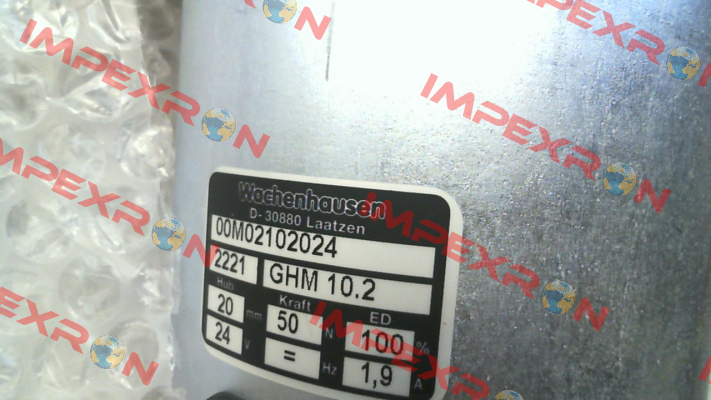 IMPEXRON
IMPEXRON
IMPEXRON
IMPEXRON
Wachenhausen
D- 30880 Laatzen
00M02102024
2221 GHM 10.2
Hub Kraft ED
20 mm 50 N 100 %
24 V = Hz 1,9 A
IMPEXRON
IMPEXRON
IMPEXRON